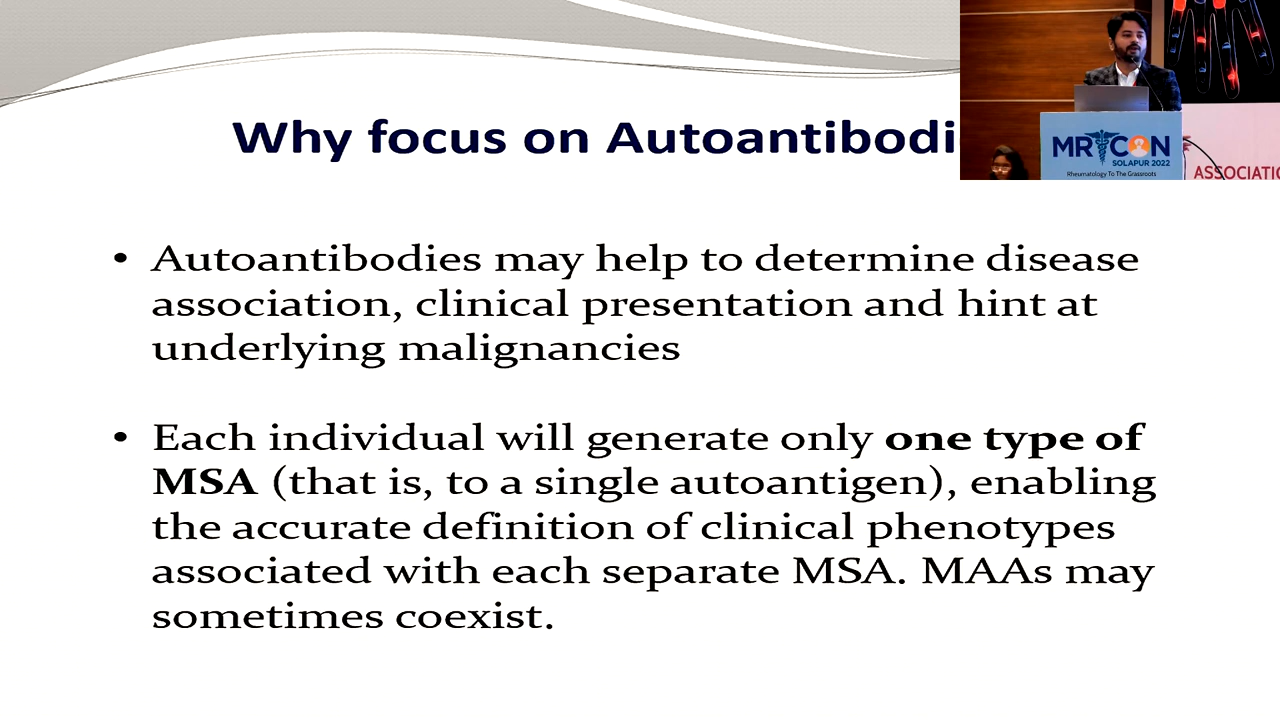 Why focus on Autoantibodi
MR CON
SOLAPUR 2022
Rheumatology To The Grassroots
ASSOCIATIO
• Autoantibodies may help to determine disease
association, clinical presentation and hint at
underlying malignancies
• Each individual will generate only one type of
MSA (that is, to a single autoantigen), enabling
the accurate definition of clinical phenotypes
associated with each separate MSA. MAAs may
sometimes coexist.